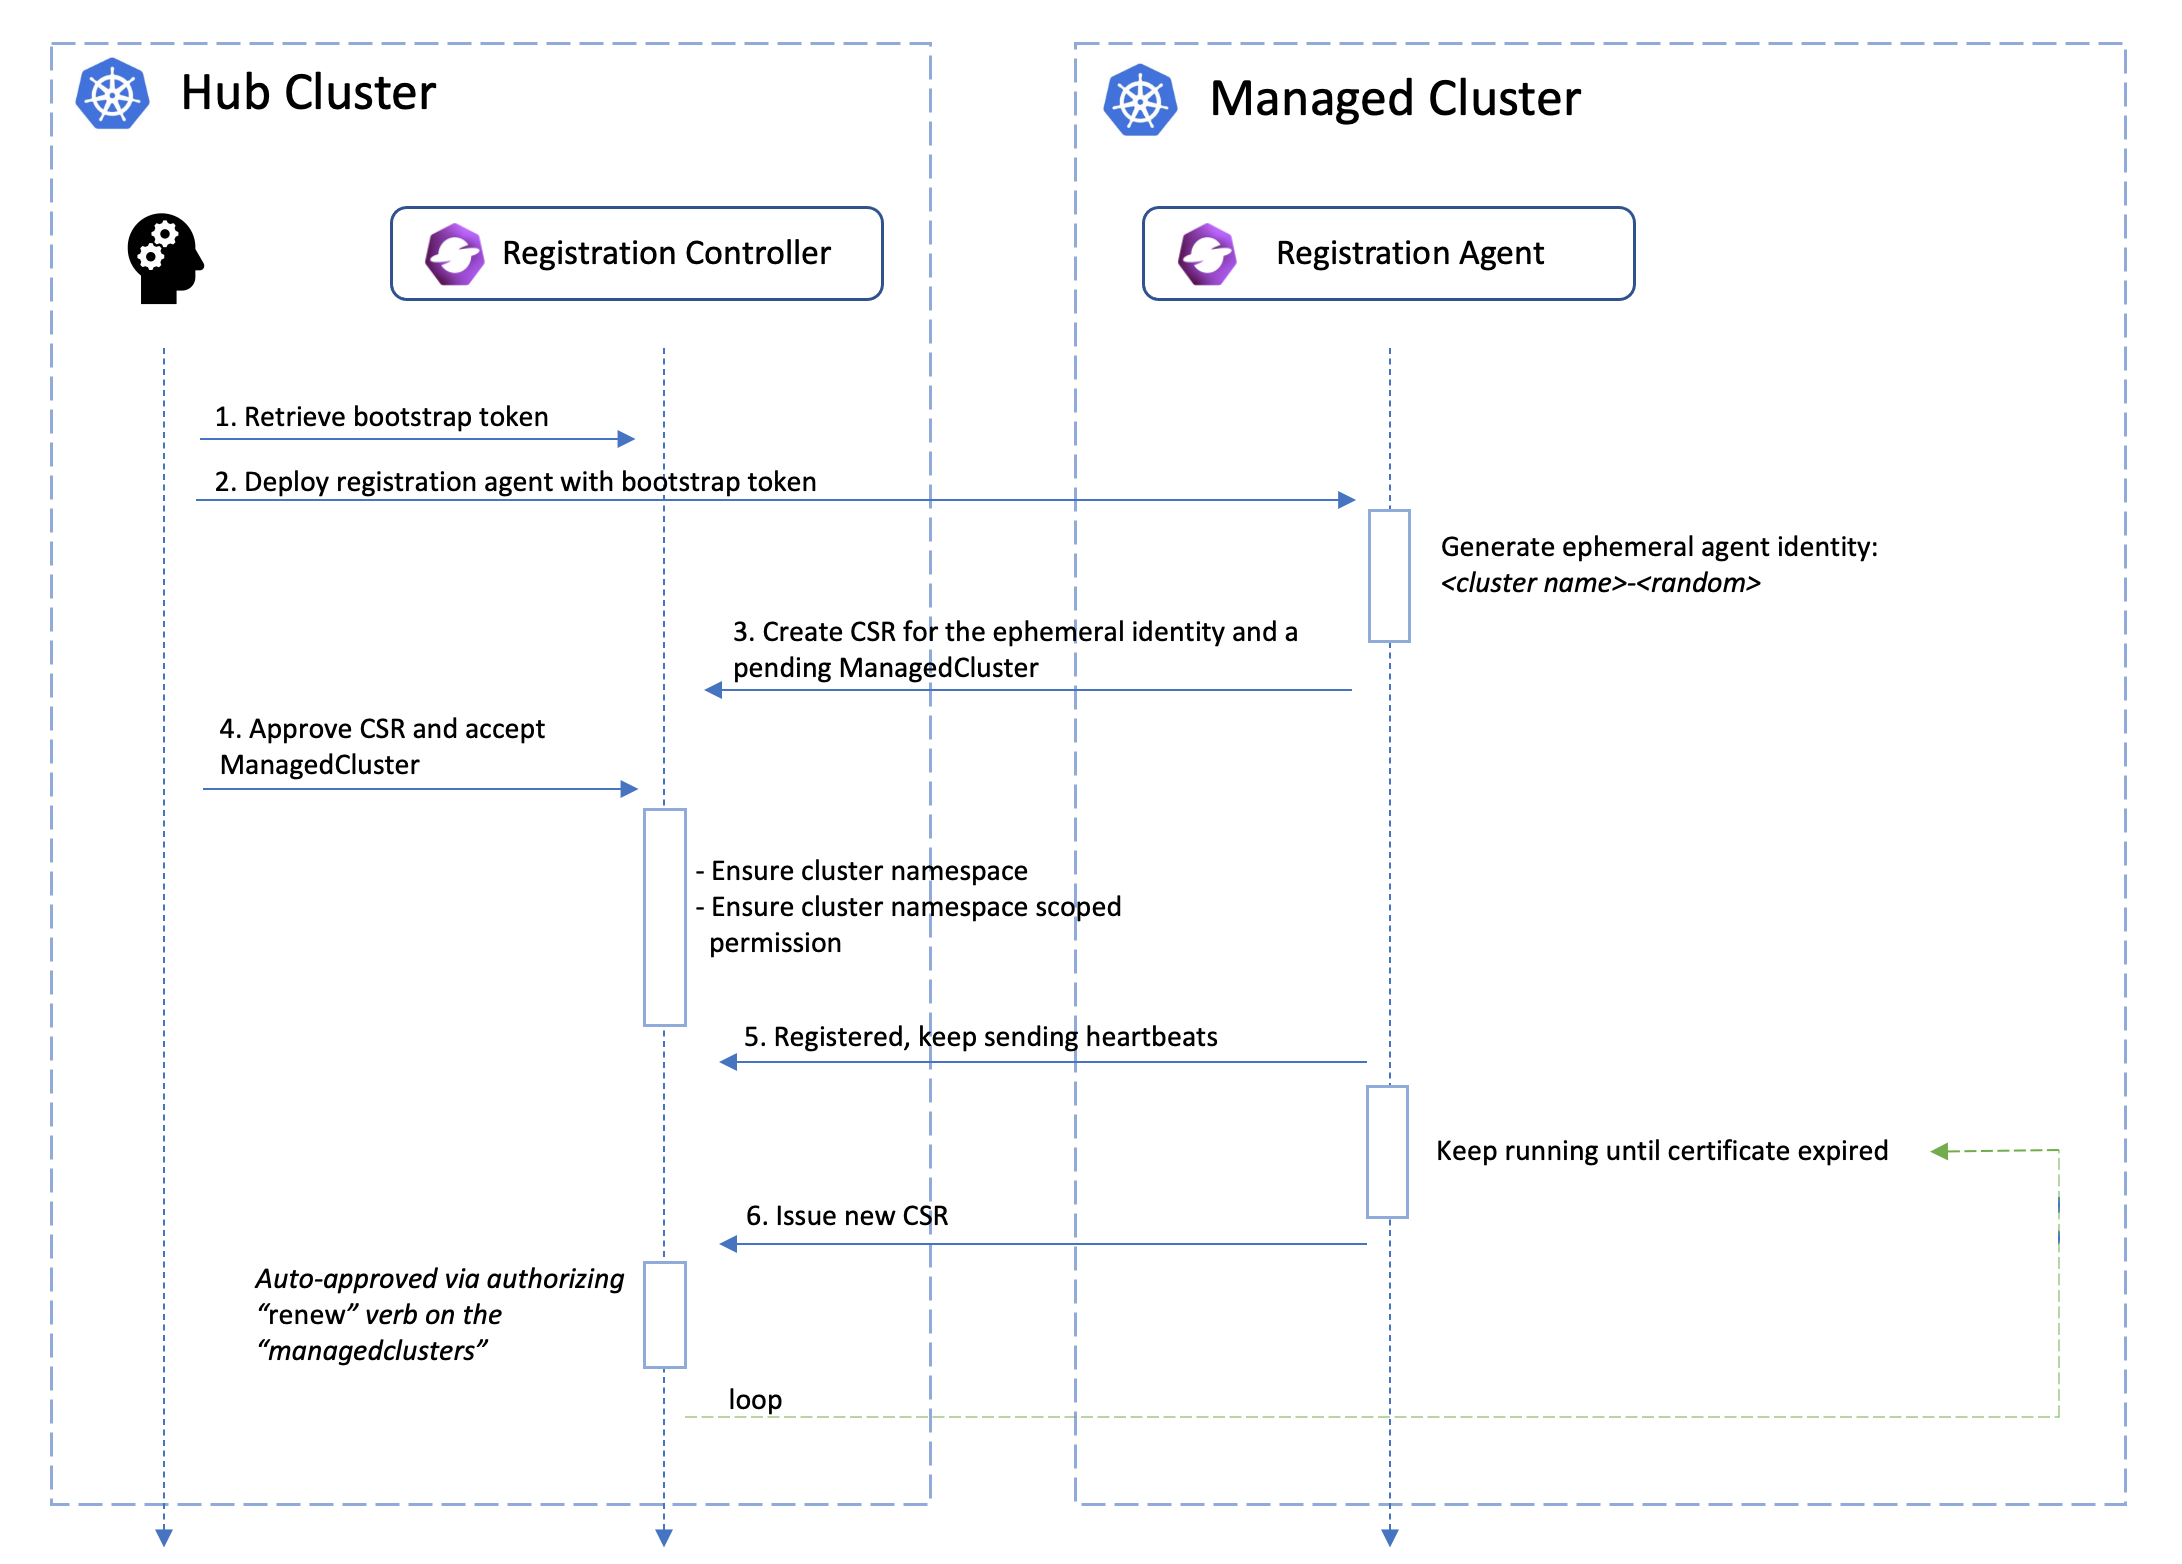 Hub Cluster
Managed Cluster
Registration Controller
Registration Agent
1. Retrieve bootstrap token
2. Deploy registration agent with bootstrap token
Generate ephemeral agent identity:
<cluster name>-<random>
3. Create CSR for the ephemeral identity and a
pending ManagedCluster
4. Approve CSR and accept
ManagedCluster
- Ensure cluster namespace
- Ensure cluster namespace scoped
permission
5. Registered, keep sending heartbeats
Keep running until certificate expired
6. Issue new CSR
Auto-approved via authorizing
“renew” verb on the
“managedclusters”
loop